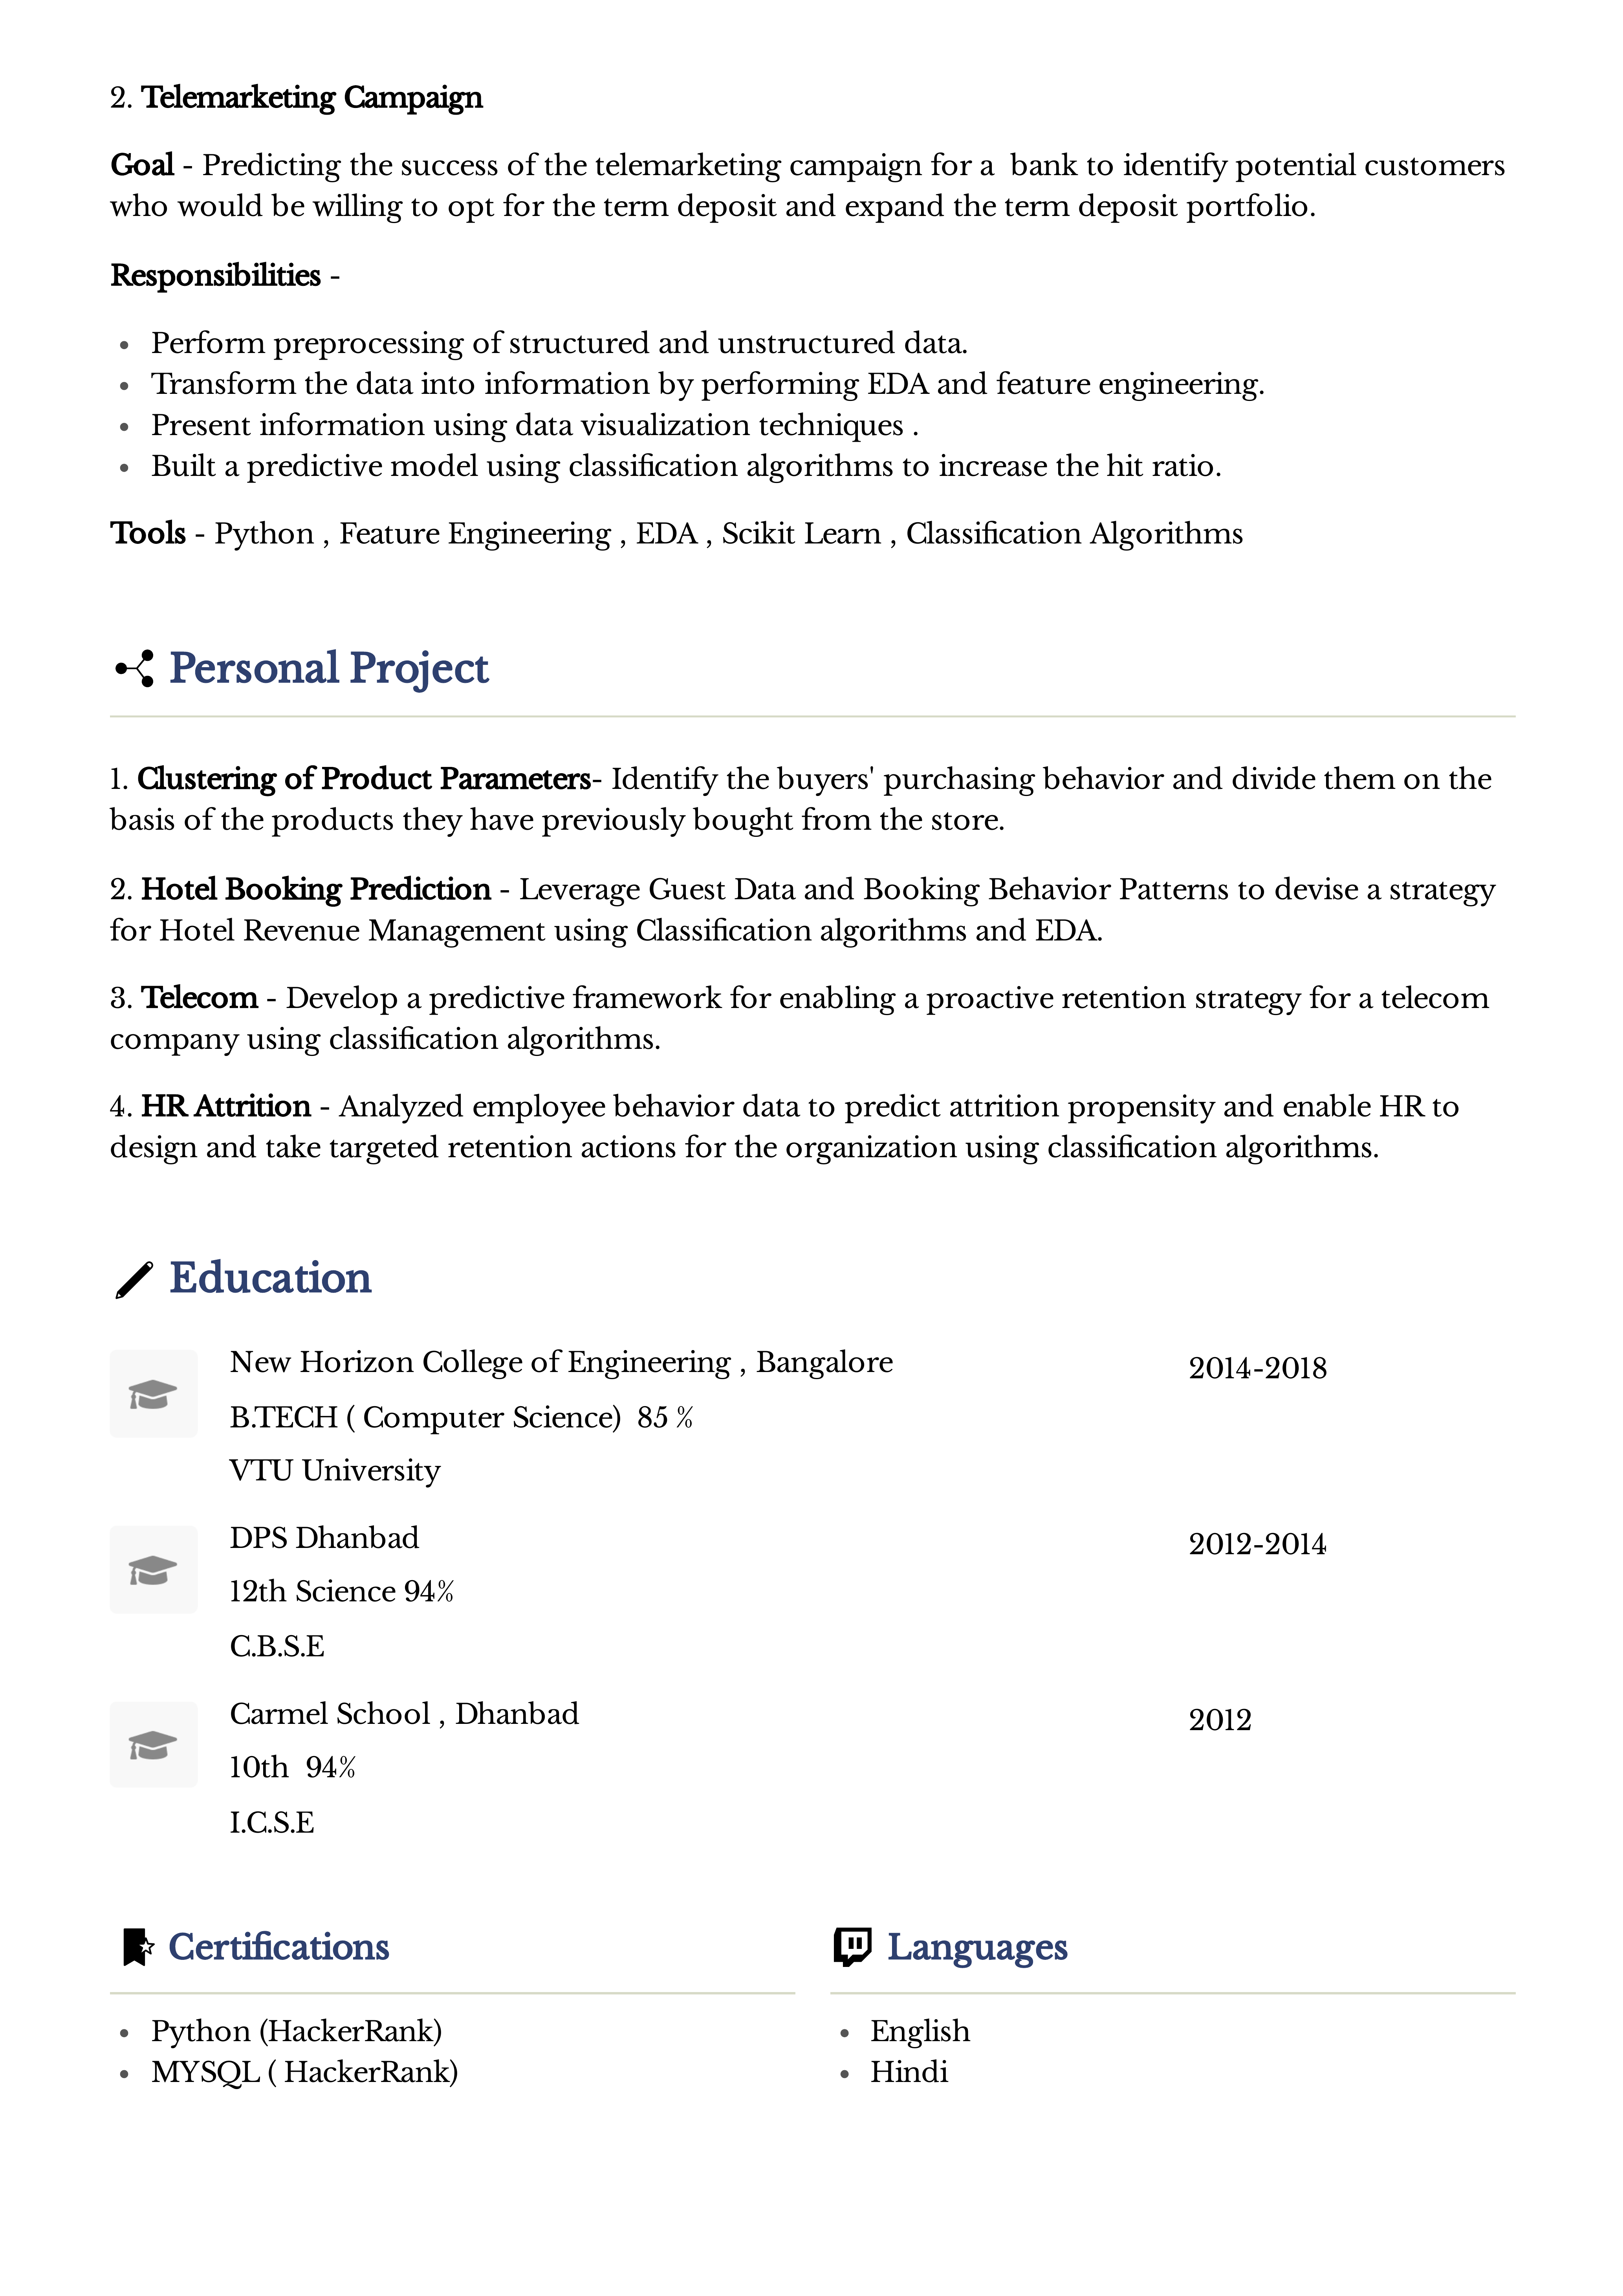 2. Telemarketing Campaign
Goal - Predicting the success of the telemarketing campaign for a  bank to identify potential customers
who would be willing to opt for the term deposit and expand the term deposit portfolio.
Responsibilities -
• Perform preprocessing of structured and unstructured data.
• Transform the data into information by performing EDA and feature engineering.
• Present information using data visualization techniques .
• Built a predictive model using classification algorithms to increase the hit ratio.
Tools - Python , Feature Engineering , EDA , Scikit Learn , Classification Algorithms
Personal Project
1. Clustering of Product Parameters- Identify the buyers' purchasing behavior and divide them on the
basis of the products they have previously bought from the store.
2. Hotel Booking Prediction - Leverage Guest Data and Booking Behavior Patterns to devise a strategy
for Hotel Revenue Management using Classification algorithms and EDA.
3. Telecom - Develop a predictive framework for enabling a proactive retention strategy for a telecom
company using classification algorithms.
4. HR Attrition - Analyzed employee behavior data to predict attrition propensity and enable HR to
design and take targeted retention actions for the organization using classification algorithms.
Education
New Horizon College of Engineering , Bangalore 2014-2018
B.TECH ( Computer Science)  85 %
VTU University
DPS Dhanbad 2012-2014
12th Science 94%
C.B.S.E
Carmel School , Dhanbad 2012
10th  94%
I.C.S.E
Certifications
• Python (HackerRank)
• MYSQL ( HackerRank)
Languages
• English
• Hindi